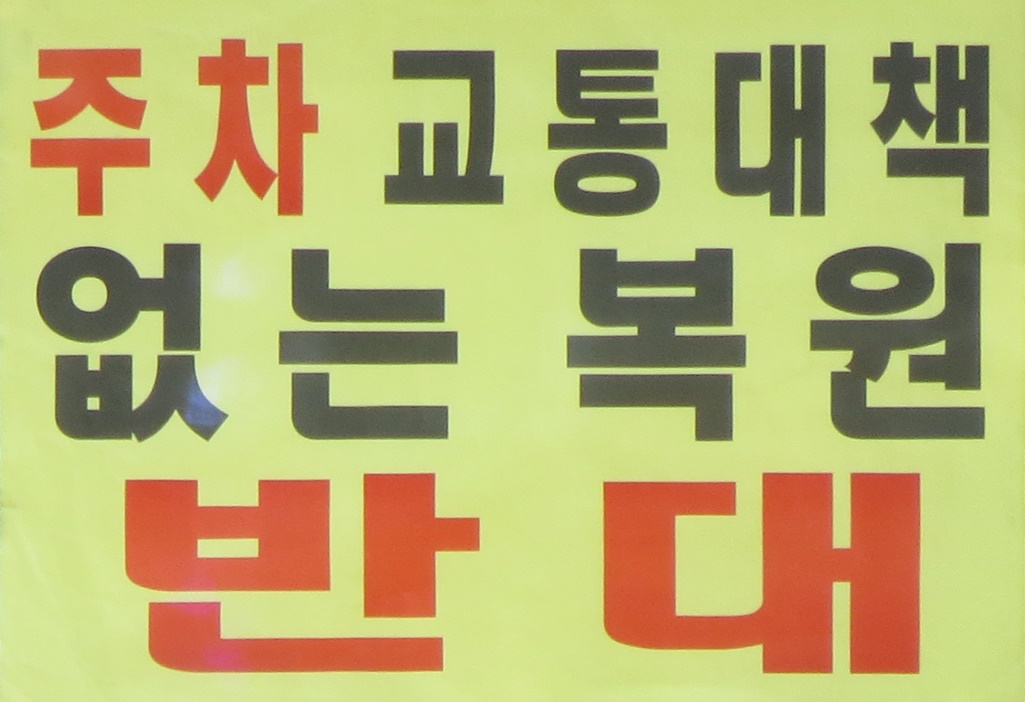 주차 교통대책
없는 복원
반대